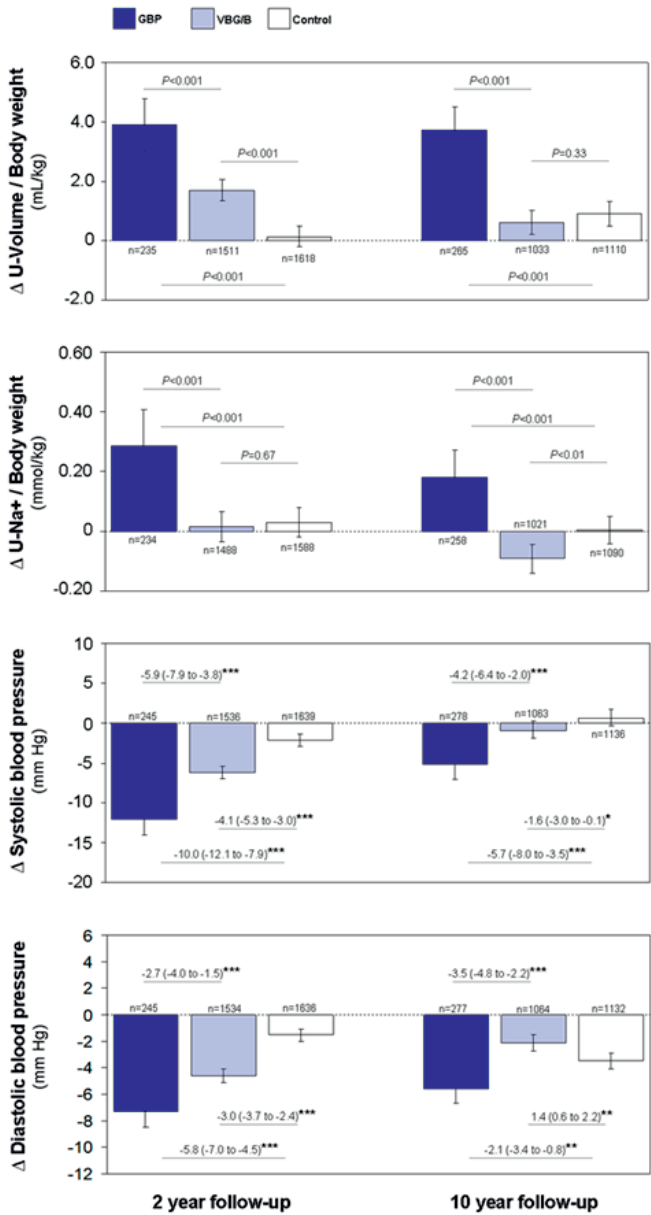 GBP VBG/B Control
Δ U-Volume / Body weight
(mL/kg)
6.0
4.0
2.0
0
-2.0
P<0.001 P<0.001
P<0.001 P=0.33
n=235 n=1511 n=1618 n=265 n=1033 n=1110
P<0.001 P<0.001
Δ U-Na+ / Body weight
(mmol/kg)
0.60
0.40
0.20
0
-0.20
P<0.001 P<0.001
P<0.001 P<0.001
P=0.67 P<0.01
n=234 n=1488 n=1588 n=258 n=1021 n=1090
Δ Systolic blood pressure
(mm Hg)
10
5
0
-5
-10
-15
-20
-5.9 (-7.9 to -3.8)*** -4.2 (-6.4 to -2.0)***
n=245 n=1536 n=1639 n=278 n=1063 n=1136
-4.1 (-5.3 to -3.0)*** -1.6 (-3.0 to -0.1)*
-10.0 (-12.1 to -7.9)*** -5.7 (-8.0 to -3.5)***
Δ Diastolic blood pressure
(mm Hg)
6
4
2
0
-2
-4
-6
-8
-10
-12
-2.7 (-4.0 to -1.5)*** -3.5 (-4.8 to -2.2)***
n=245 n=1534 n=1636 n=277 n=1064 n=1132
-3.0 (-3.7 to -2.4)*** 1.4 (0.6 to 2.2)**
-5.8 (-7.0 to -4.5)*** -2.1 (-3.4 to -0.8)**
2 year follow-up 10 year follow-up